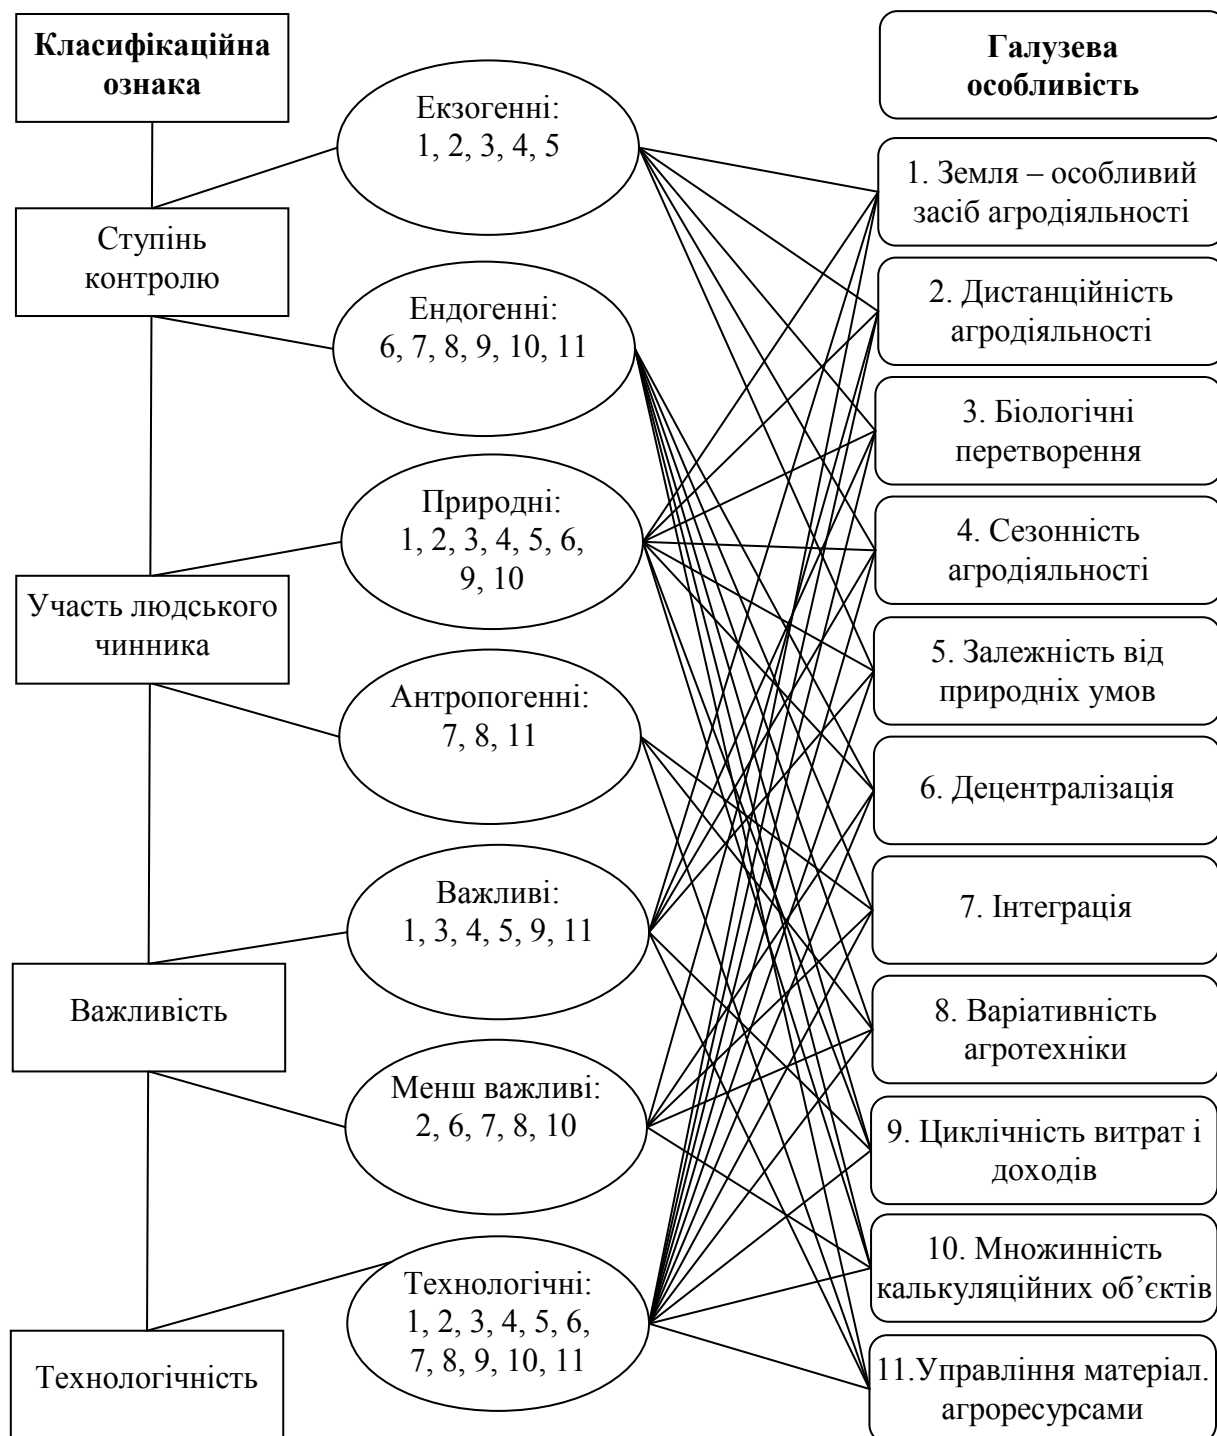 Класифікаційна
ознака
Ступінь
контролю
Участь людського
чинника
Важливість
Технологічність
Екзогенні:
1, 2, 3, 4, 5
Ендогенні:
6, 7, 8, 9, 10, 11
Природні:
1, 2, 3, 4, 5, 6,
9, 10
Антропогенні:
7, 8, 11
Важливі:
1, 3, 4, 5, 9, 11
Менш важливі:
2, 6, 7, 8, 10
Технологічні:
1, 2, 3, 4, 5, 6,
7, 8, 9, 10, 11
Галузева
особливість
1. Земля – особливий
засіб агродіяльності
2. Дистанційність
агродіяльності
3. Біологічні
перетворення
4. Сезонність
агродіяльності
5. Залежність від
природніх умов
6. Децентралізація
7. Інтеграція
8. Варіативність
агротехніки
9. Циклічність витрат і
доходів
10. Множинність
калькуляційних об’єктів
11.Управління матеріал.
агроресурсами